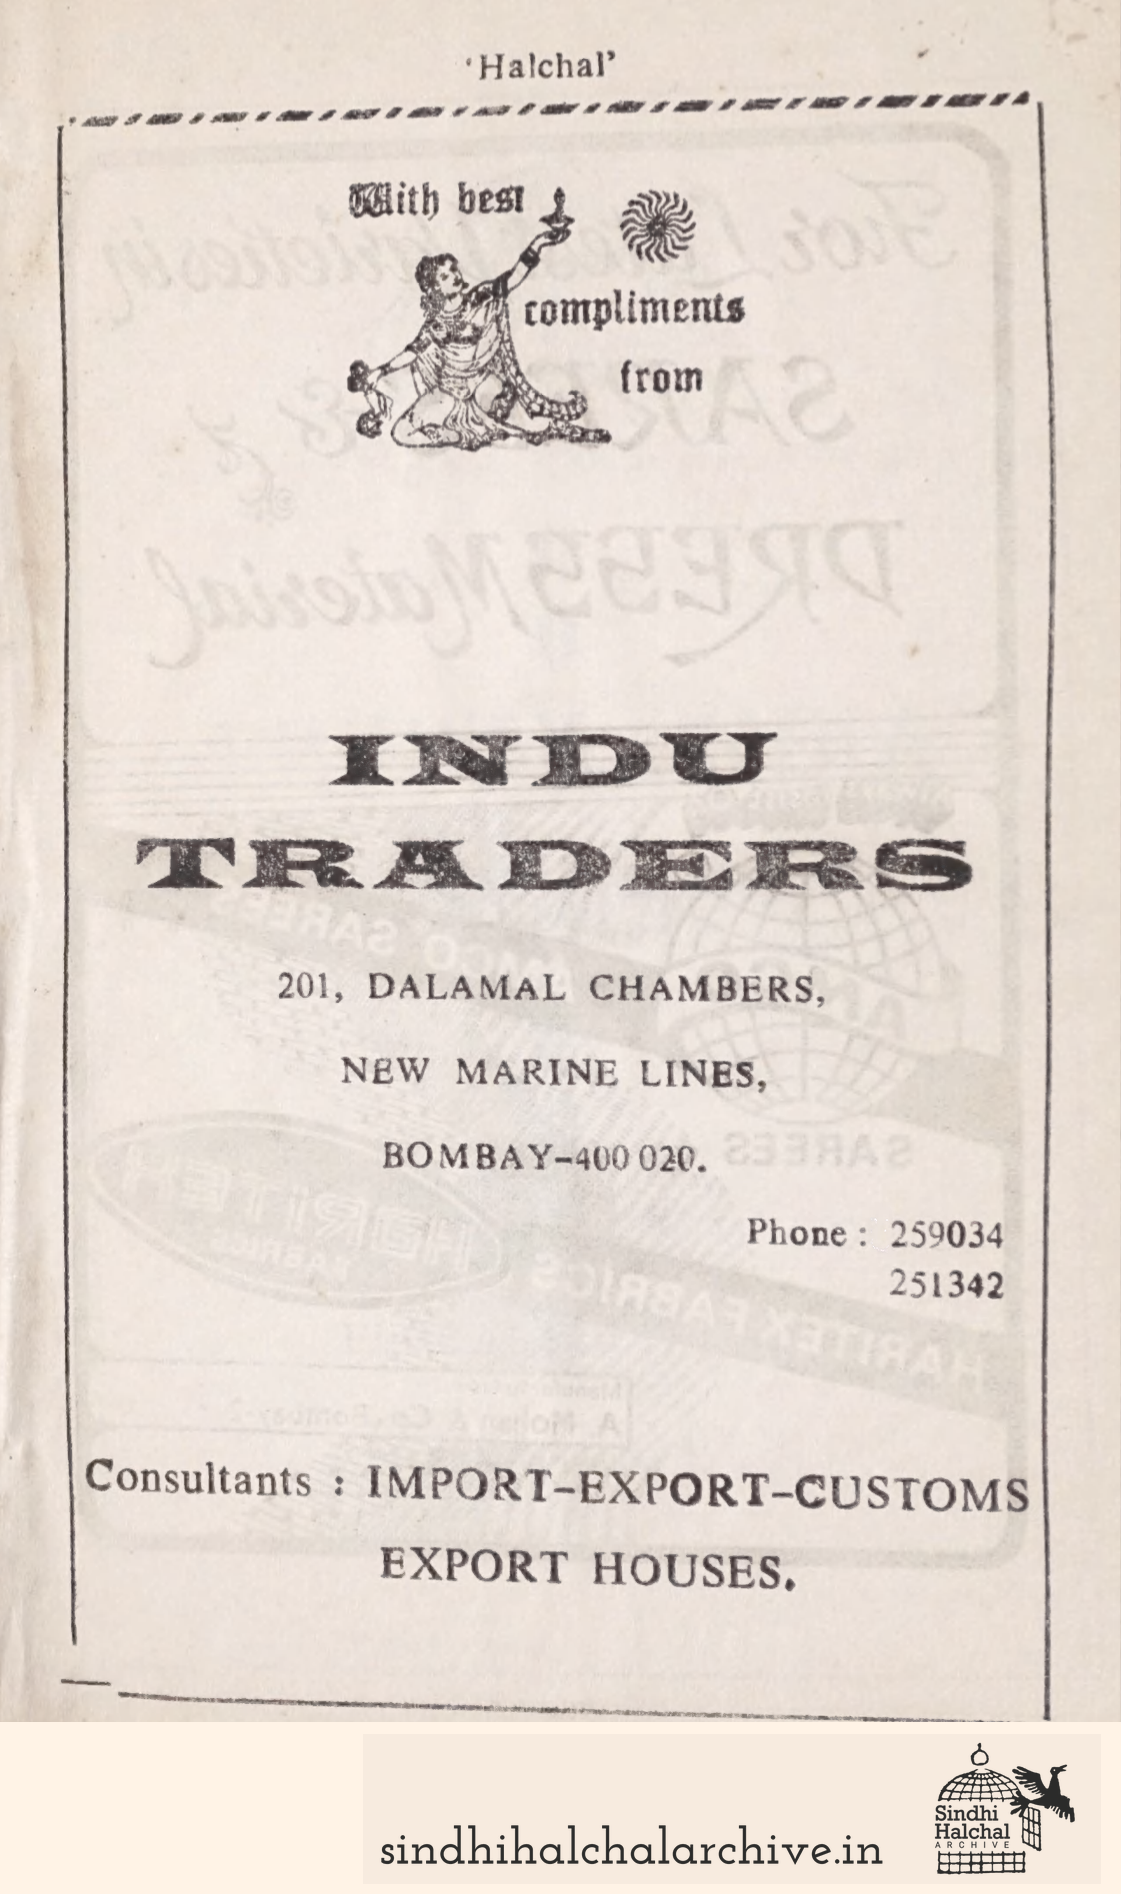 'Halchal'
With best
compliments
from
INDU
TRADERS
201, DALAMAL CHAMBERS,
NEW MARINE LINES,
BOMBAY-400 020.
Phone : 259034
251342
Consultants : IMPORT-EXPORT-CUSTOMS
EXPORT HOUSES.
sindhihalchalarchive.in
Sindhi
Halchal
ARCHIVE